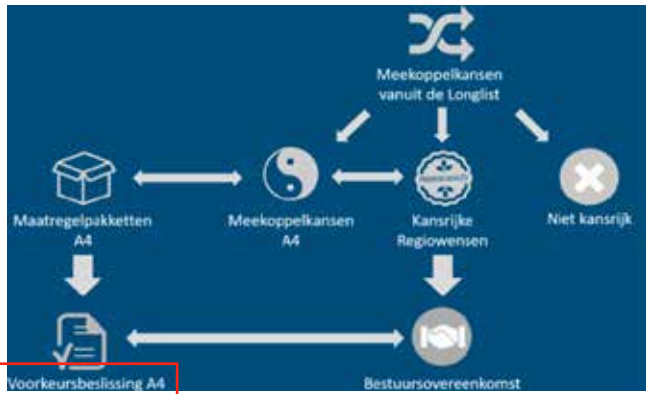 Meekoppelkansen
vanuit de Longlist
Maatregelpakketten
A4
Meekoppelkansen
A4
Kansrijke
Regiowensen
Niet kansrijk
Voorkeursbeslissing A4
Bestuursovereenkomst